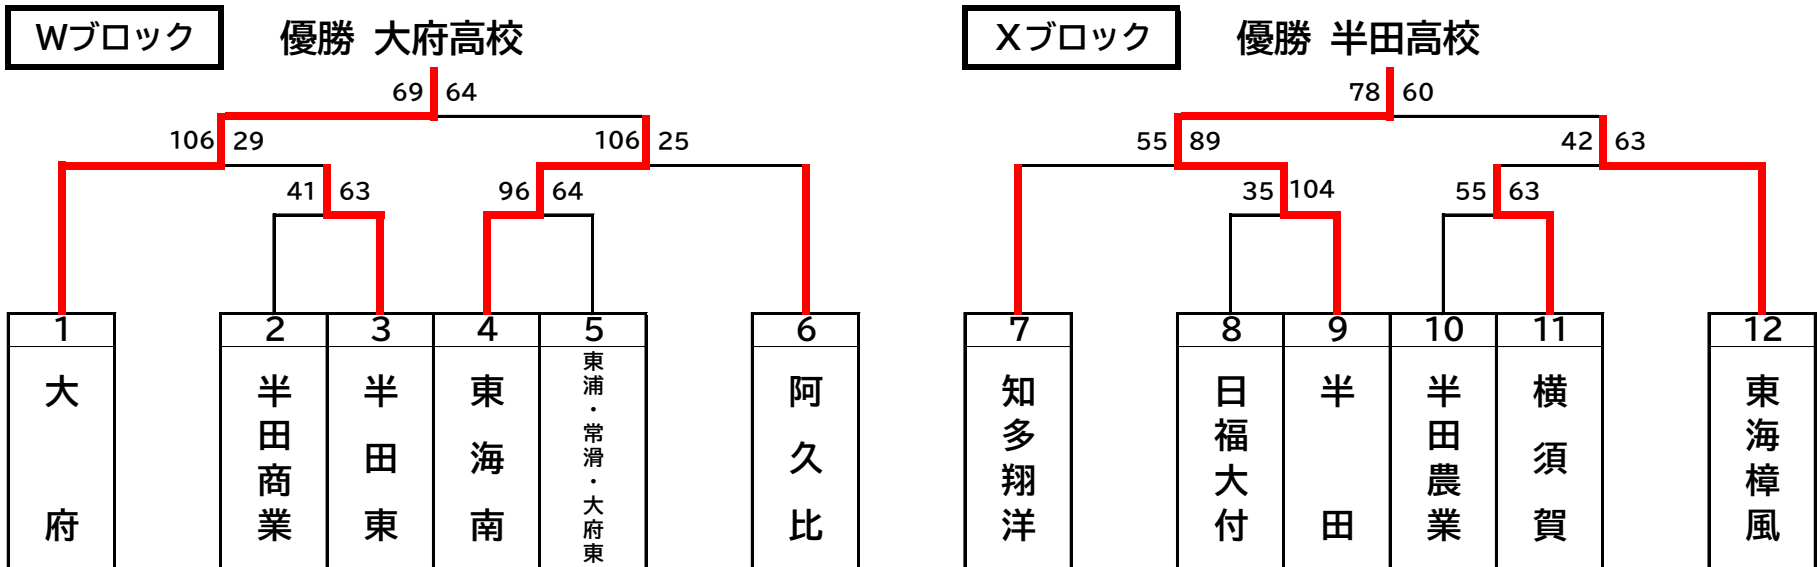 Wブロック
優勝 大府高校
69 64
106 29
106 25
41 63
96 64
1
2
3
4
5
6
大府
半田商業
半田東
東海南
東浦・常滑・大府東
阿久比
Xブロック
優勝 半田高校
78 60
55 89
42 63
35 104
55 63
7
8
9
10
11
12
知多翔洋
日福大付
半田
半田農業
横須賀
東海樟風